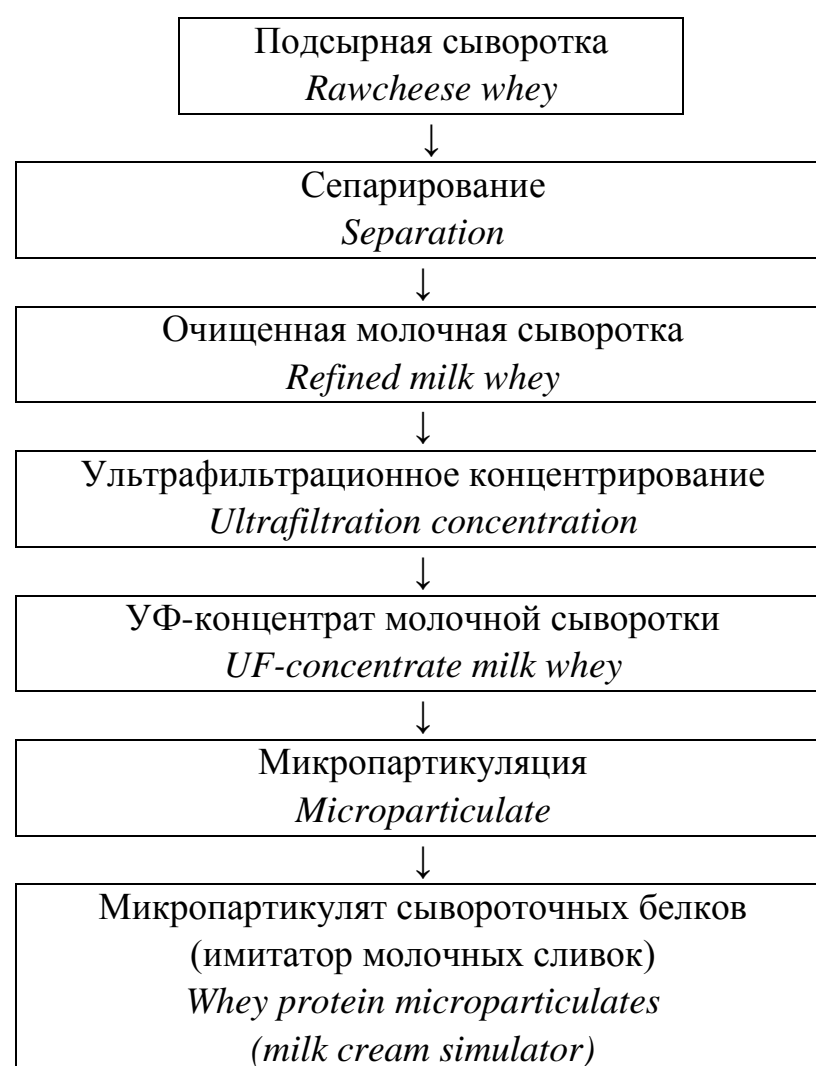 Подсырная сыворотка
Rawcheese whey
↓
Сепарирование
Separation
↓
Очищенная молочная сыворотка
Refined milk whey
↓
Ультрафильтрационное концентрирование
Ultrafiltration concentration
↓
УФ-концентрат молочной сыворотки
UF-concentrate milk whey
↓
Микропартикуляция
Microparticulate
↓
Микропартикулят сывороточных белков
(имитатор молочных сливок)
Whey protein microparticulates
(milk cream simulator)